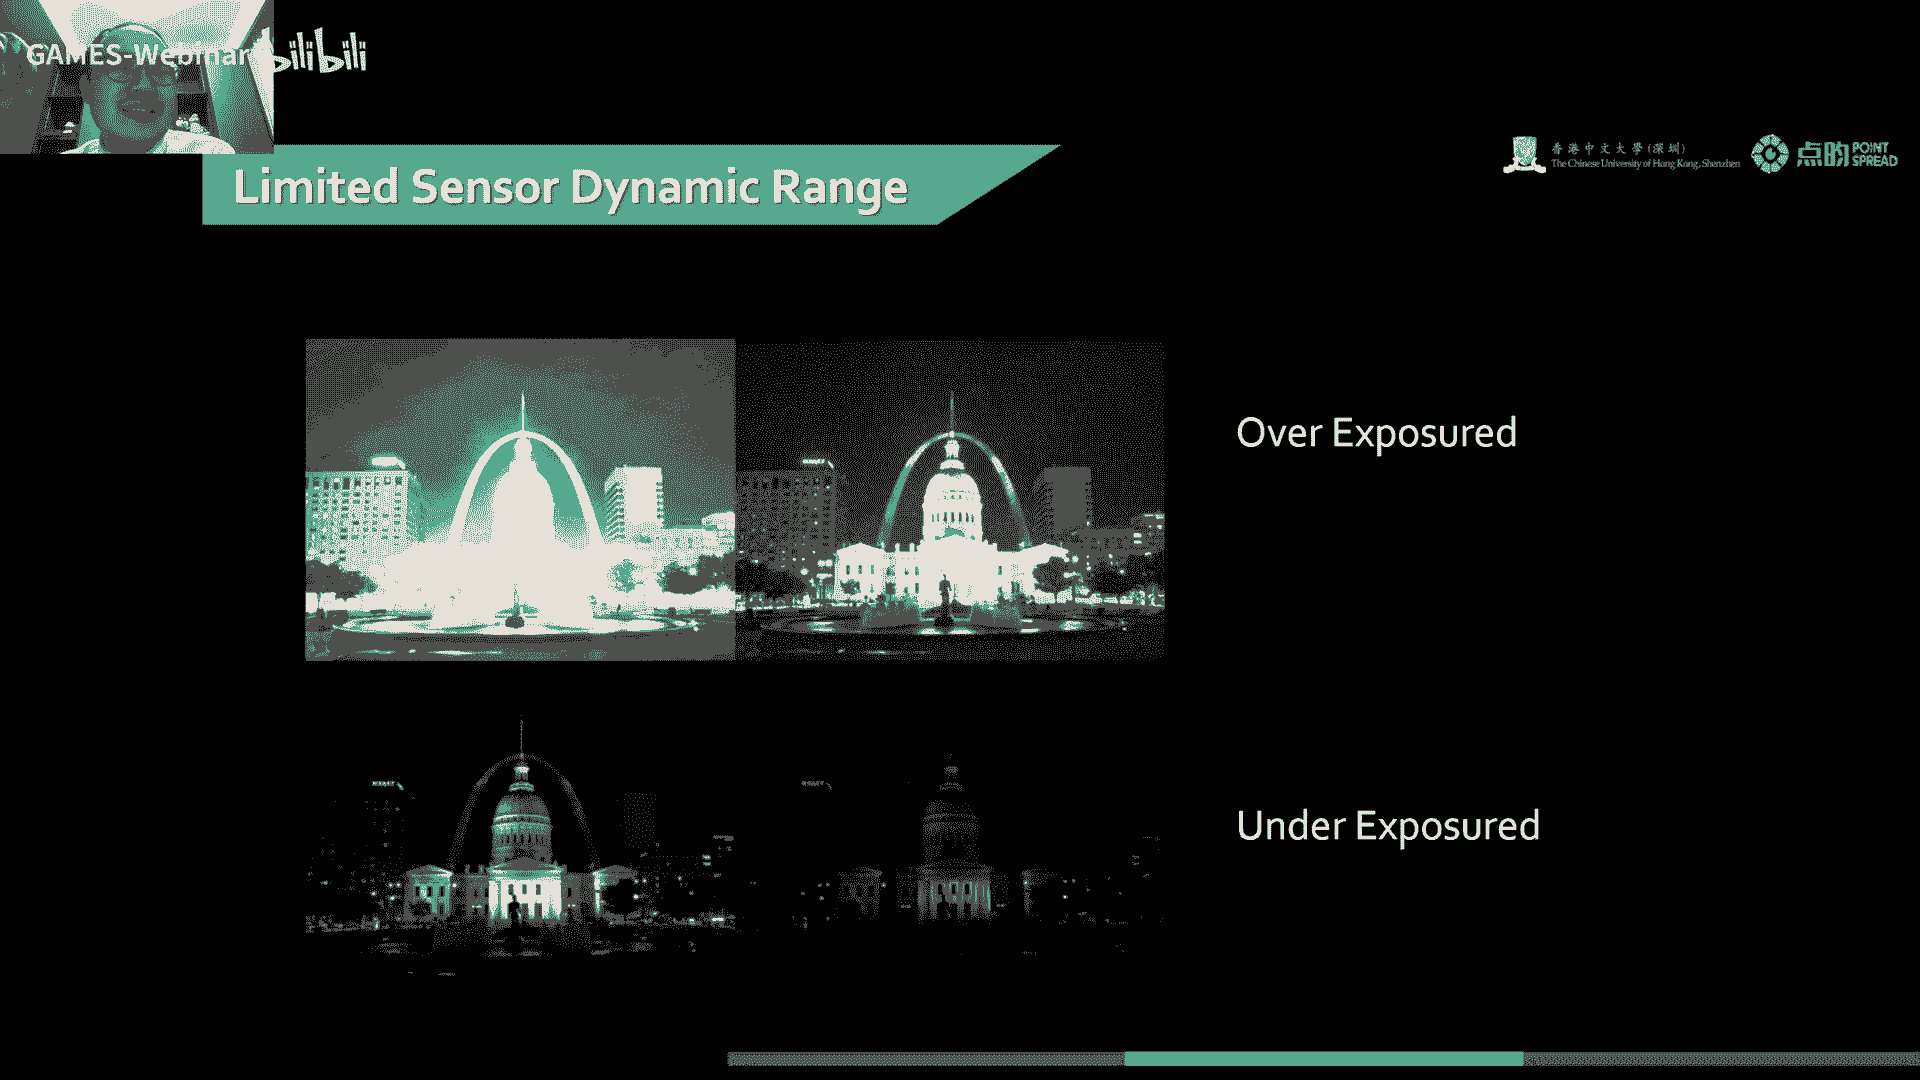 GAMES-Webinar
bilibili
香港中文大學(深圳)
The Chinese University of Hong Kong, Shenzhen
点昀
POINT
SPREAD
Limited Sensor Dynamic Range
Over Exposured
Under Exposured